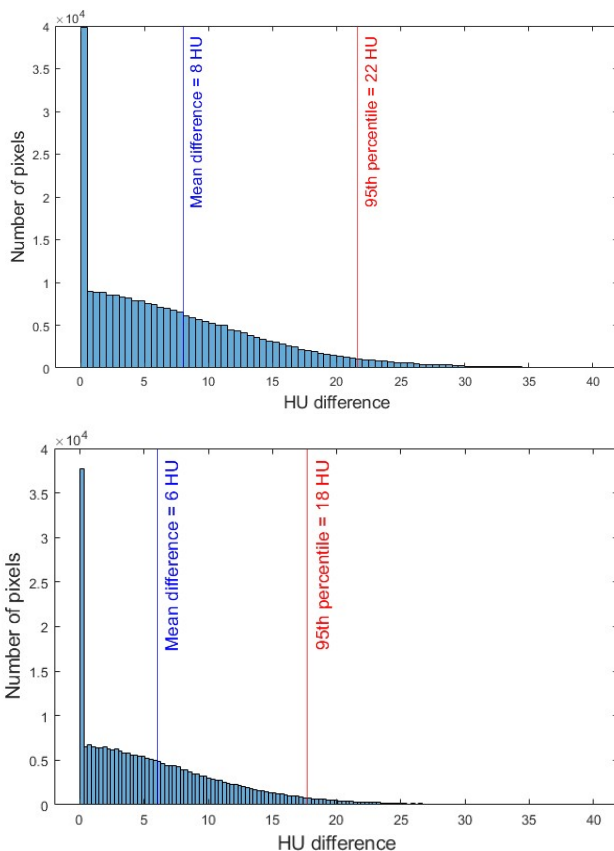 ×10^4
4
3.5
3
2.5
2
1.5
1
0.5
0
Number of pixels
Mean difference = 8 HU
95th percentile = 22 HU
0 5 10 15 20 25 30 35 40
HU difference
×10^4
4
3.5
3
2.5
2
1.5
1
0.5
0
Number of pixels
Mean difference = 6 HU
95th percentile = 18 HU
0 5 10 15 20 25 30 35 40
HU difference